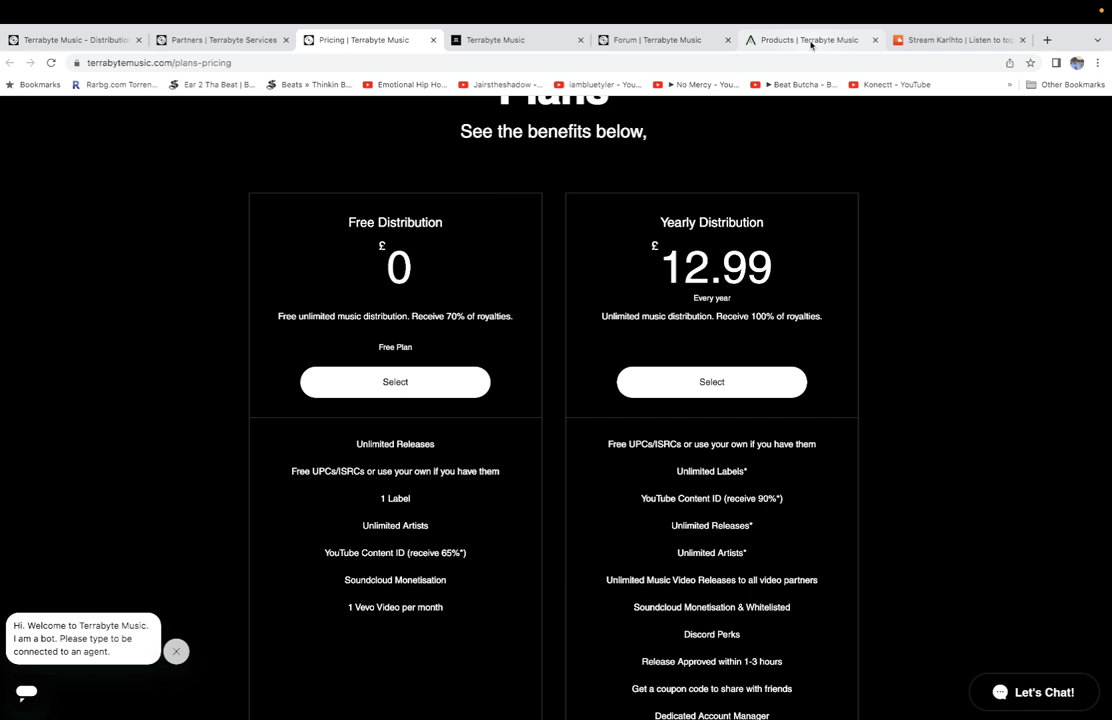 Terrabyte Music - Distribution
Partners | Terrabyte Services
Pricing | Terrabyte Music
Terrabyte Music
Forum | Terrabyte Music
Products | Terrabyte Music
Stream Karlhto | Listen to top
terrabytemusic.com/plans-pricing
Bookmarks
Rarbg.com Torren...
Ear 2 Tha Beat | B...
Beats » Thinkin B...
Emotional Hip Ho...
Jairstheshadow -...
Iambluetyler - You...
► No Mercy - You...
► Beat Butcha - B...
Konectt - YouTube
»
Other Bookmarks
Plans
See the benefits below,
Free Distribution
£
0
Free unlimited music distribution. Receive 70% of royalties.
Free Plan
Select
Unlimited Releases
Free UPCs/ISRCs or use your own if you have them
1 Label
Unlimited Artists
YouTube Content ID (receive 65%*)
Soundcloud Monetisation
1 Vevo Video per month
Yearly Distribution
£
12.99
Every year
Unlimited music distribution. Receive 100% of royalties.
Select
Free UPCs/ISRCs or use your own if you have them
Unlimited Labels*
YouTube Content ID (receive 90%*)
Unlimited Releases*
Unlimited Artists*
Unlimited Music Video Releases to all video partners
Soundcloud Monetisation & Whitelisted
Discord Perks
Release Approved within 1-3 hours
Get a coupon code to share with friends
Dedicated Account Manager
Hi. Welcome to Terrabyte Music.
I am a bot. Please type to be
connected to an agent.
Let's Chat!